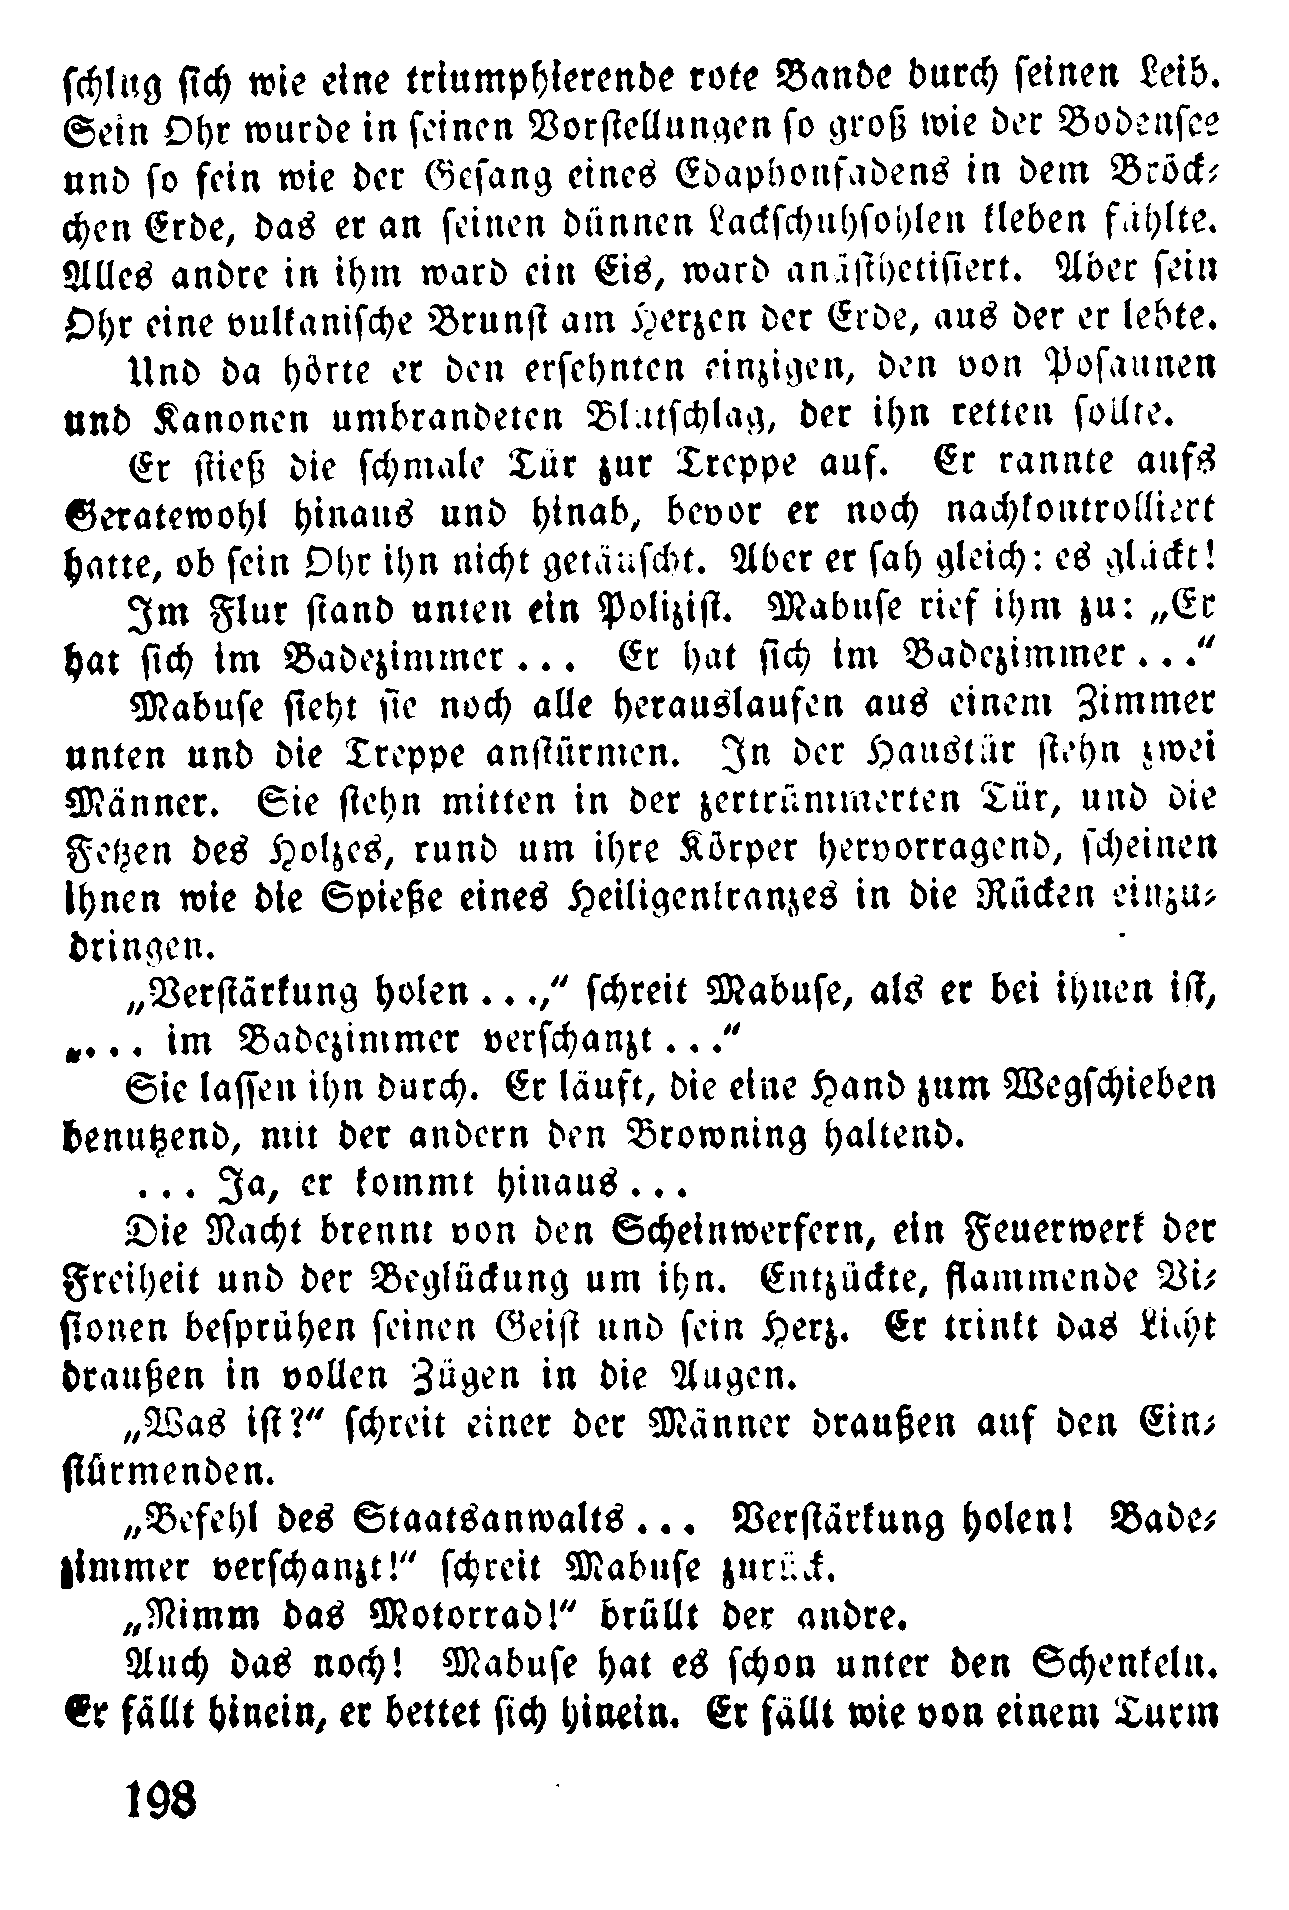 schlug sich wie eine triumphierende rote Bande durch seinen Leib.
Sein Ohr wurde in seinen Vorstellungen so groß wie der Bodensee
und so fein wie der Gesang eines Edaphonfadens in dem Bröck-
chen Erde, das er an seinen dünnen Lackschuhsohlen kleben fühlte.
Alles andre in ihm ward ein Eis, ward anästhetisiert. Aber sein
Ohr eine vulkanische Brunst am Herzen der Erde, aus der er lebte.
Und da hörte er den ersehnten einzigen, den von Posaunen
und Kanonen umbrandeten Blutschlag, der ihn retten sollte.
Er stieß die schmale Tür zur Treppe auf. Er rannte aufs
Geratewohl hinaus und hinab, bevor er noch nachkontrolliert
hatte, ob sein Ohr ihn nicht getäuscht. Aber er sah gleich: es glückt!
Im Flur stand unten ein Polizist. Mabuse rief ihm zu: „Er
hat sich im Badezimmer... Er hat sich im Badezimmer...“
Mabuse sieht sie noch alle herauslaufen aus einem Zimmer
unten und die Treppe anstürmen. In der Haustür stehn zwei
Männer. Sie stehn mitten in der zertrümmerten Tür, und die
Fetzen des Holzes, rund um ihre Körper hervorragend, scheinen
ihnen wie die Spieße eines Heiligenkranzes in die Rücken einzu-
dringen.
„Verstärkung holen...,“ schreit Mabuse, als er bei ihnen ist,
„... im Badezimmer verschanzt...“
Sie lassen ihn durch. Er läuft, die eine Hand zum Wegschieben
benutzend, mit der andern den Browning haltend.
... Ja, er kommt hinaus...
Die Nacht brennt von den Scheinwerfern, ein Feuerwerk der
Freiheit und der Beglückung um ihn. Entzückte, flammende Vi-
sionen besprühen seinen Geist und sein Herz. Er trinkt das Licht
draußen in vollen Zügen in die Augen.
„Was ist?“ schreit einer der Männer draußen auf den Ein-
stürmenden.
„Befehl des Staatsanwalts... Verstärkung holen! Bade-
zimmer verschanzt!“ schreit Mabuse zurück.
„Nimm das Motorrad!“ brüllt der andre.
Auch das noch! Mabuse hat es schon unter den Schenkeln.
Er fällt hinein, er bettet sich hinein. Er fällt wie von einem Turm
198